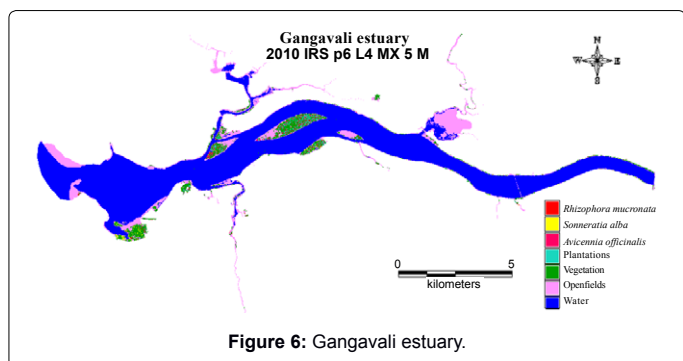 Gangavali estuary
2010 IRS p6 L4 MX 5 M
N
W E
S
Rhizophora mucronata
Sonneratia alba
Avicennia officinalis
Plantations
Vegetation
Openfields
Water
0 5
kilometers
Figure 6: Gangavali estuary.